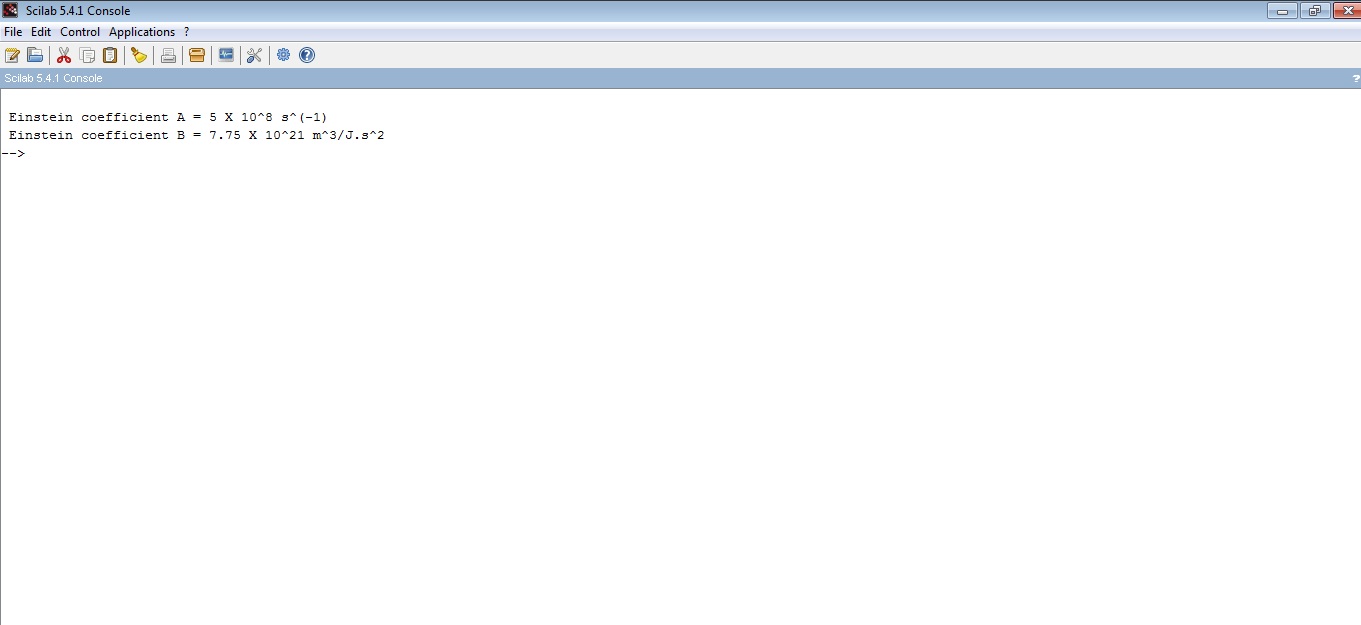 Scilab 5.4.1 Console
File Edit Control Applications ?
Scilab 5.4.1 Console ?
Einstein coefficient A = 5 X 10^8 s^(-1)
Einstein coefficient B = 7.75 X 10^21 m^3/J.s^2
-->